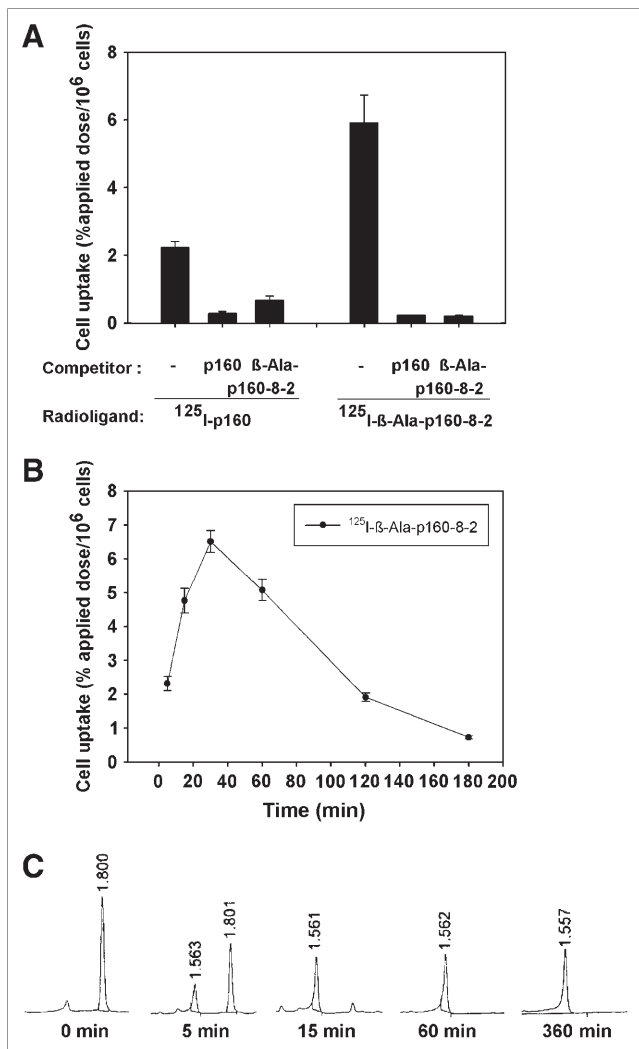 A
Cell uptake (%applied dose/10⁶ cells)
8
6
4
2
0
Competitor : - p160 ß-Ala-p160-8-2 - p160 ß-Ala-p160-8-2
Radioligand: ¹²⁵I-p160 ¹²⁵I-ß-Ala-p160-8-2
B
Cell uptake (% applied dose/10⁶ cells)
8
7
6
5
4
3
2
1
0
¹²⁵I-ß-Ala-p160-8-2
0 20 40 60 80 100 120 140 160 180 200
Time (min)
C
1.800
1.563
1.801
1.561
1.562
1.557
0 min 5 min 15 min 60 min 360 min